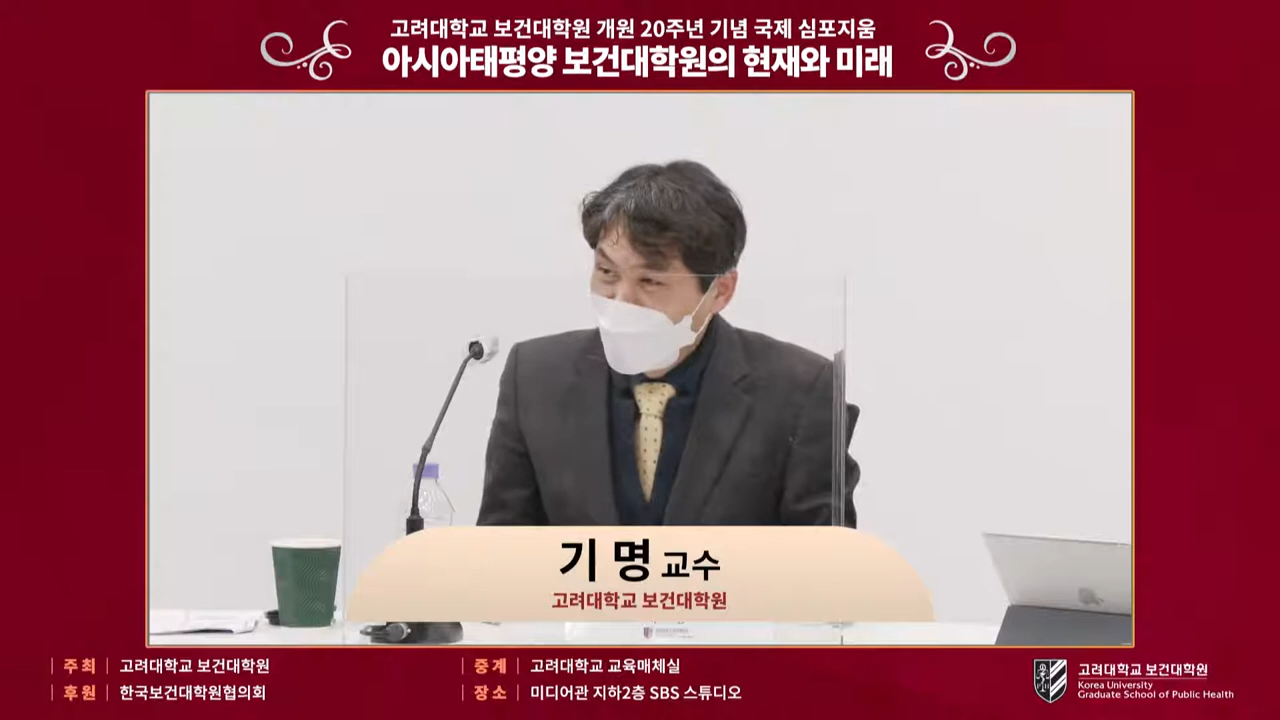 고려대학교 보건대학원 개원 20주년 기념 국제 심포지움
아시아태평양 보건대학원의 현재와 미래
기 명 교수
고려대학교 보건대학원
주최 고려대학교 보건대학원
후원 한국보건대학원협의회
중계 고려대학교 교육매체실
장소 미디어관 지하2층 SBS 스튜디오
고려대학교 보건대학원
Korea University
Graduate School of Public Health